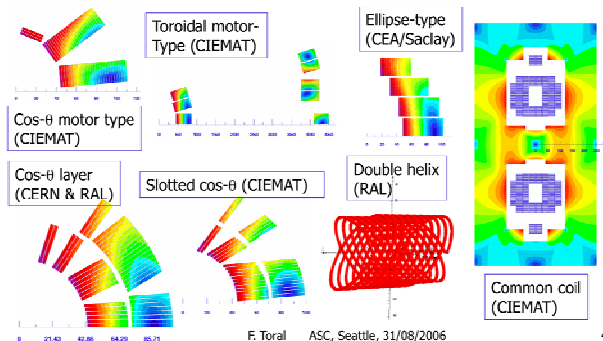 Toroidal motor-
Type (CIEMAT)
Ellipse-type
(CEA/Saclay)
Cos-θ motor type
(CIEMAT)
Cos-θ layer
(CERN & RAL)
Slotted cos-θ (CIEMAT)
Double helix
(RAL)
Common coil
(CIEMAT)
0 21.43 42.86 64.29 85.71
F. Toral ASC, Seattle, 31/08/2006